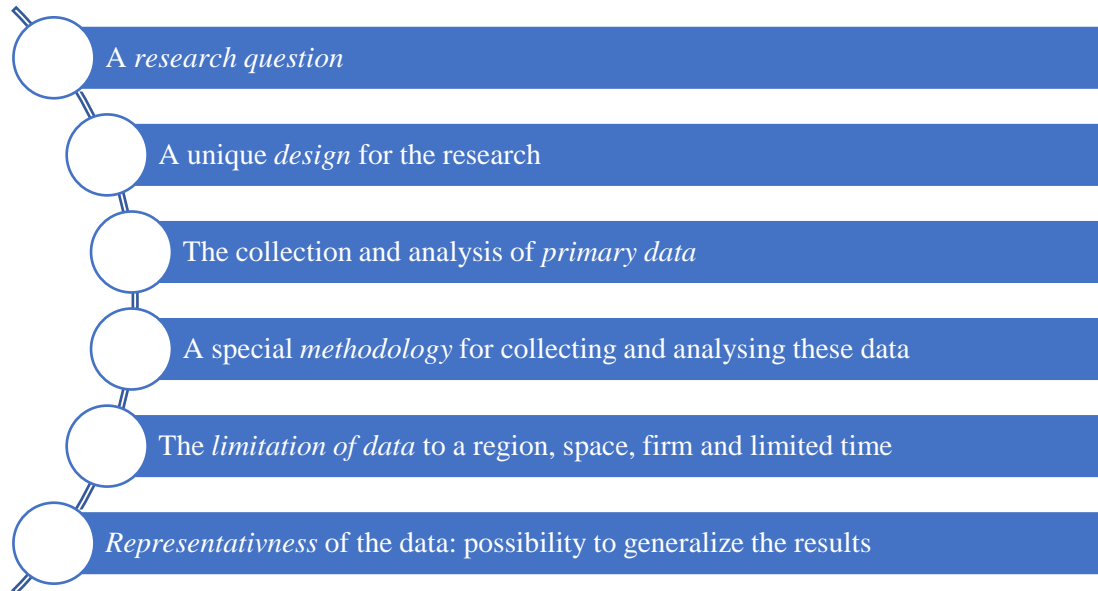 A research question
A unique design for the research
The collection and analysis of primary data
A special methodology for collecting and analysing these data
The limitation of data to a region, space, firm and limited time
Representativness of the data: possibility to generalize the results